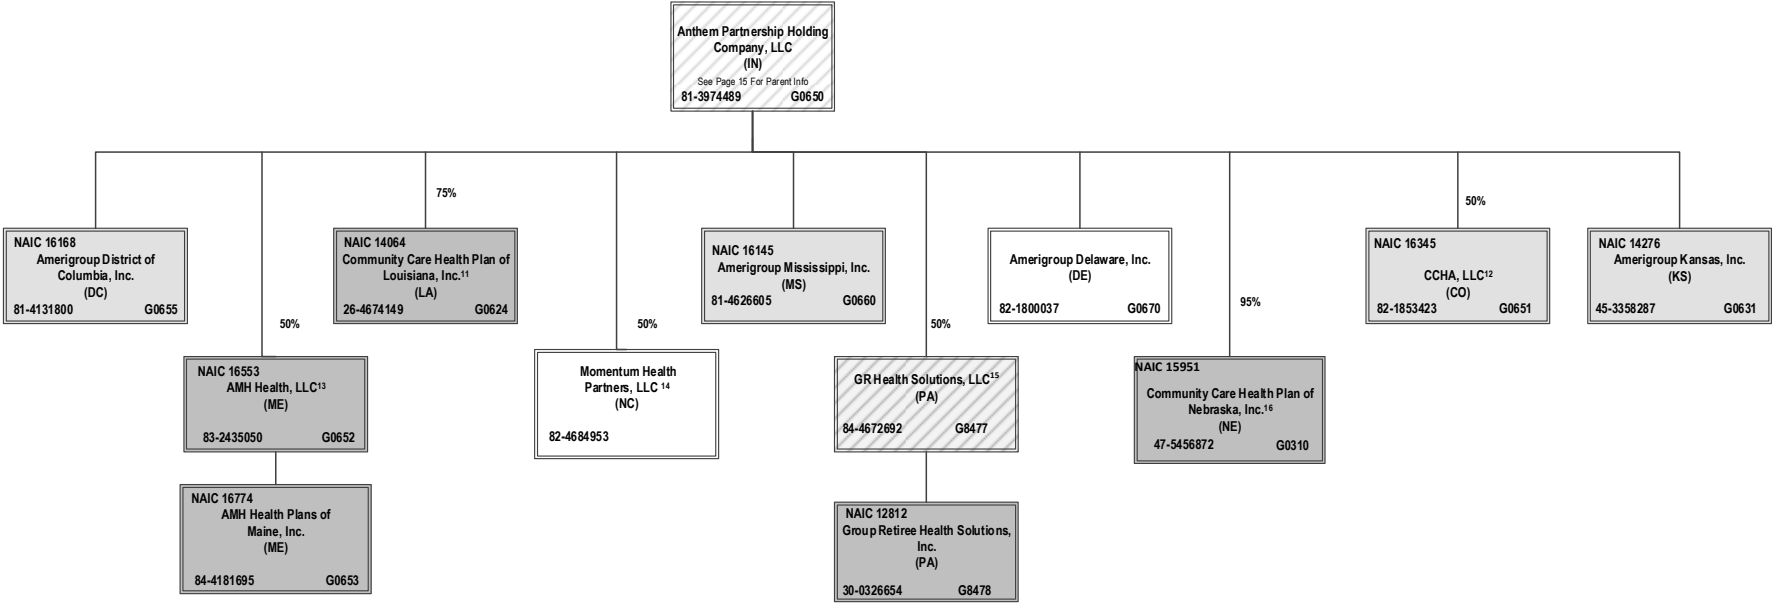 Anthem Partnership Holding
Company, LLC
(IN)
See Page 15 For Parent Info
81-3974489 G0650
75%
50%
NAIC 16168
Amerigroup District of
Columbia, Inc.
(DC)
81-4131800 G0655
NAIC 14064
Community Care Health Plan of
Louisiana, Inc.¹¹
(LA)
26-4674149 G0624
NAIC 16145
Amerigroup Mississippi, Inc.
(MS)
81-4626605 G0660
Amerigroup Delaware, Inc.
(DE)
82-1800037 G0670
NAIC 16345
CCHA, LLC¹²
(CO)
82-1853423 G0651
NAIC 14276
Amerigroup Kansas, Inc.
(KS)
45-3358287 G0631
50%
50%
50%
95%
NAIC 16553
AMH Health, LLC¹³
(ME)
83-2435050 G0652
Momentum Health
Partners, LLC ¹⁴
(NC)
82-4684953
GR Health Solutions, LLC¹⁵
(PA)
84-4672692 G8477
NAIC 15951
Community Care Health Plan of
Nebraska, Inc.¹⁶
(NE)
47-5456872 G0310
NAIC 16774
AMH Health Plans of
Maine, Inc.
(ME)
84-4181695 G0653
NAIC 12812
Group Retiree Health Solutions,
Inc.
(PA)
30-0326654 G8478